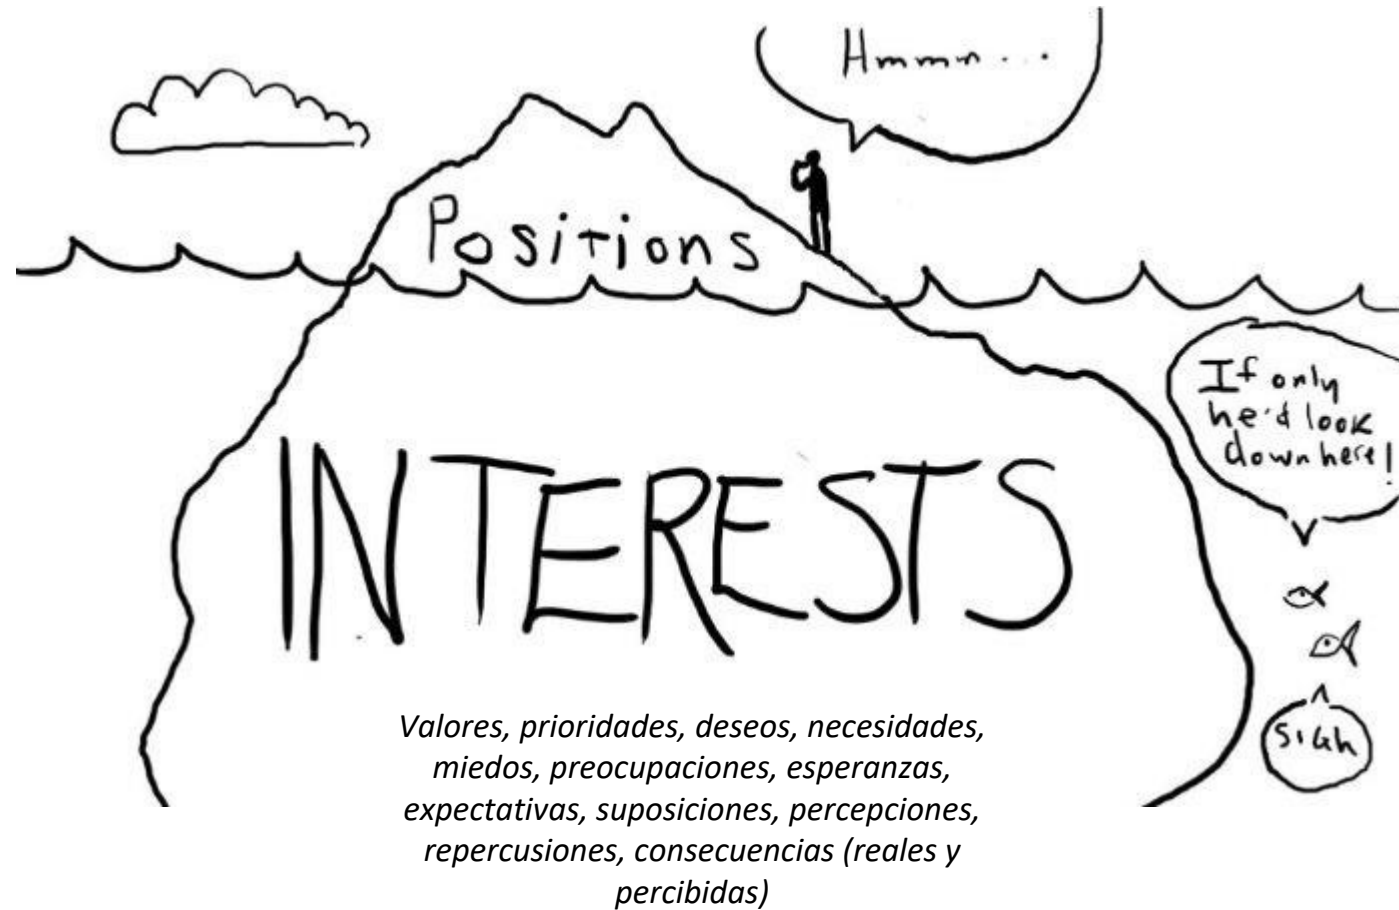 Hmmm...
Positions
If only
he'd look
down here!
INTERESTS
sigh
Valores, prioridades, deseos, necesidades,
miedos, preocupaciones, esperanzas,
expectativas, suposiciones, percepciones,
repercusiones, consecuencias (reales y
percibidas)